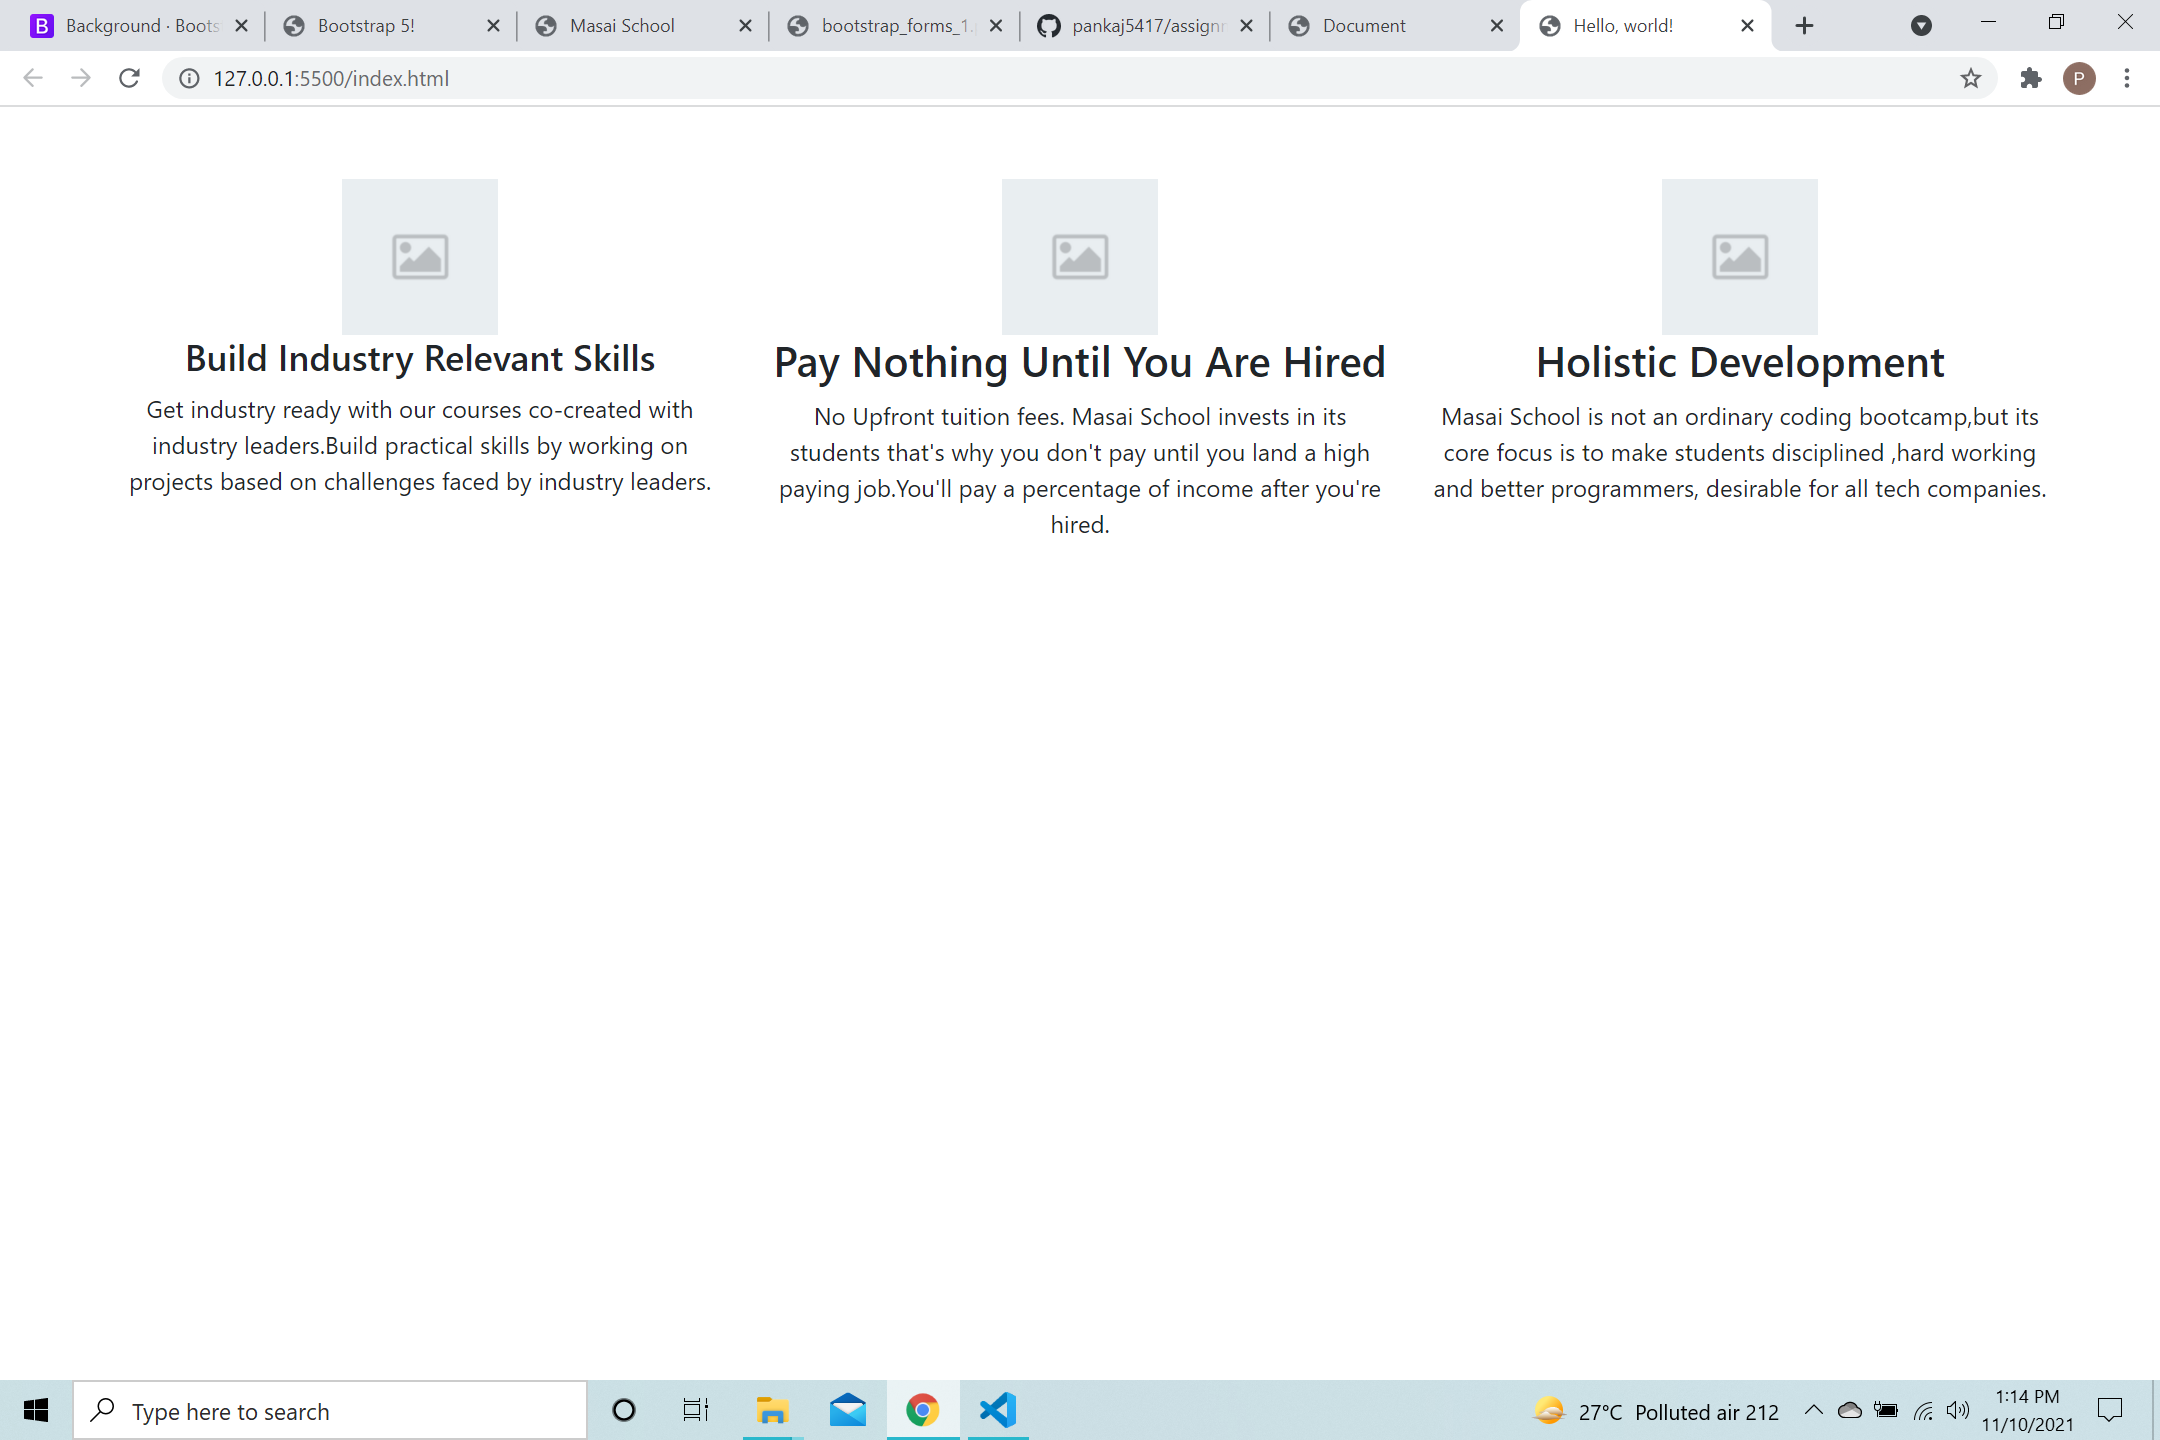 Background · Boots
Bootstrap 5!
Masai School
bootstrap_forms_1.
pankaj5417/assignm
Document
Hello, world!
127.0.0.1:5500/index.html
P
Build Industry Relevant Skills
Get industry ready with our courses co-created with
industry leaders.Build practical skills by working on
projects based on challenges faced by industry leaders.
Pay Nothing Until You Are Hired
No Upfront tuition fees. Masai School invests in its
students that's why you don't pay until you land a high
paying job.You'll pay a percentage of income after you're
hired.
Holistic Development
Masai School is not an ordinary coding bootcamp,but its
core focus is to make students disciplined ,hard working
and better programmers, desirable for all tech companies.
Type here to search
27°C Polluted air 212
1:14 PM
11/10/2021